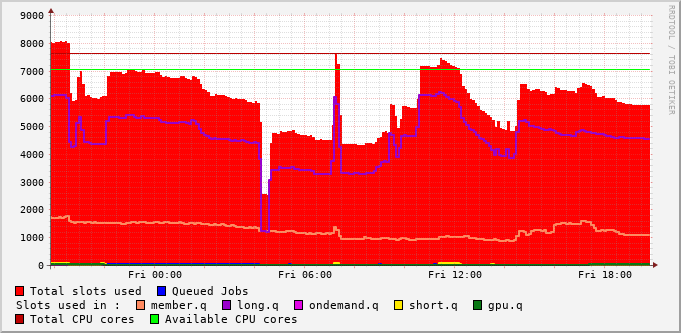 RRDTOOL / TOBI OETIKER
9000
8000
7000
6000
5000
4000
3000
2000
1000
0
Fri 00:00 Fri 06:00 Fri 12:00 Fri 18:00
Total slots used Queued Jobs
Slots used in : member.q long.q ondemand.q short.q gpu.q
Total CPU cores Available CPU cores